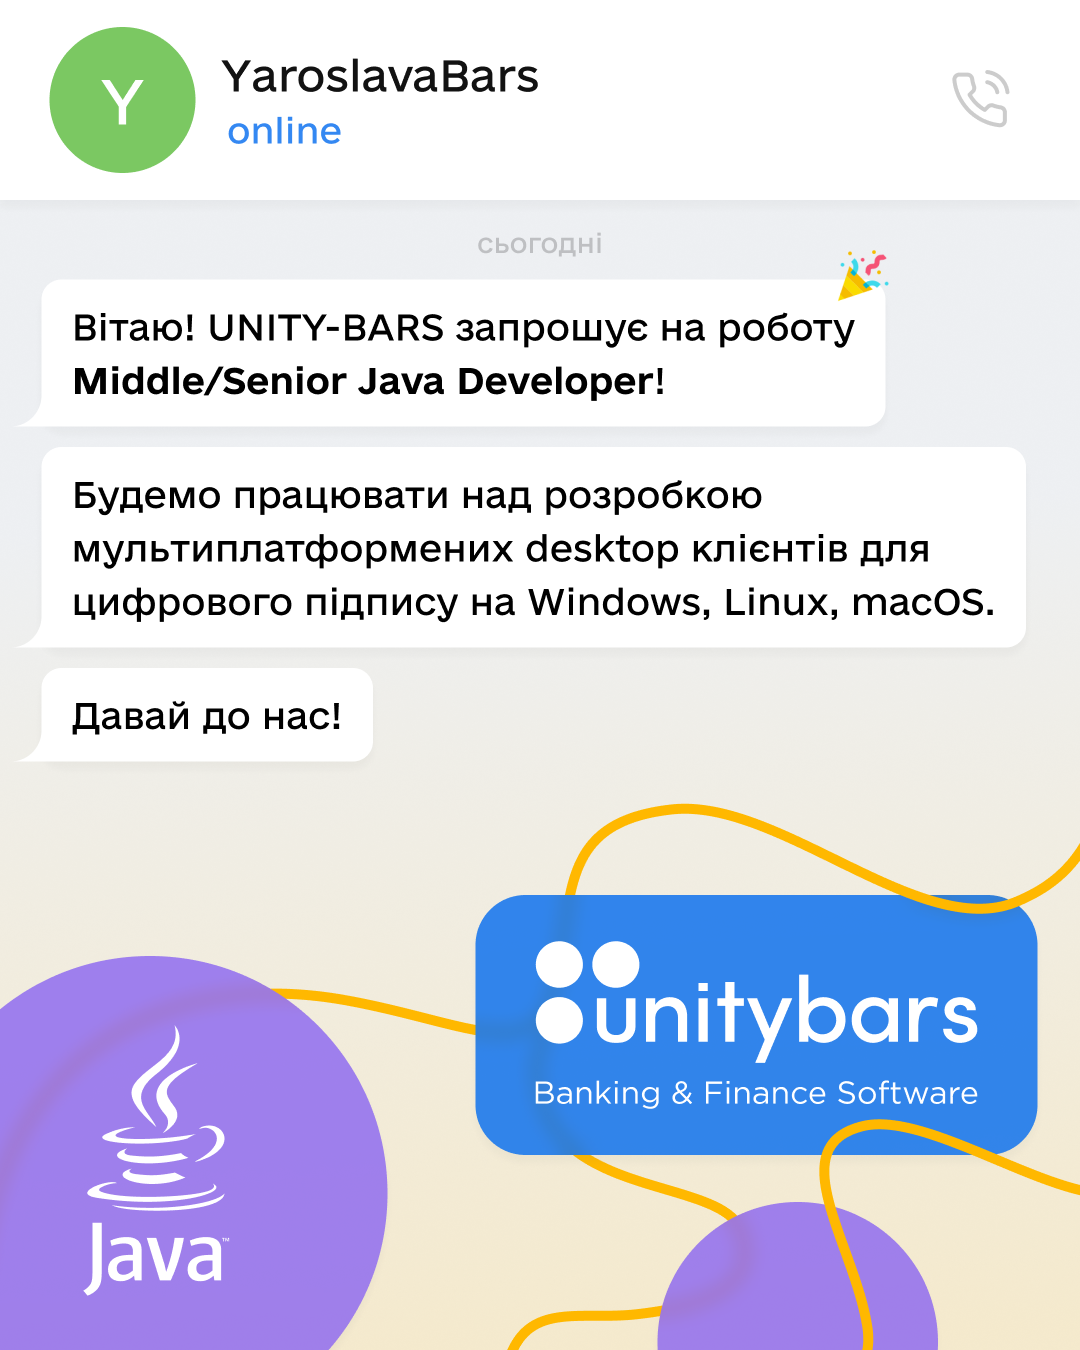 Y
YaroslavaBars
online
сьогодні
Вітаю! UNITY-BARS запрошує на роботу
Middle/Senior Java Developer!
Будемо працювати над розробкою
мультиплатформених desktop клієнтів для
цифрового підпису на Windows, Linux, macOS.
Давай до нас!
unitybars
Banking & Finance Software
Java™